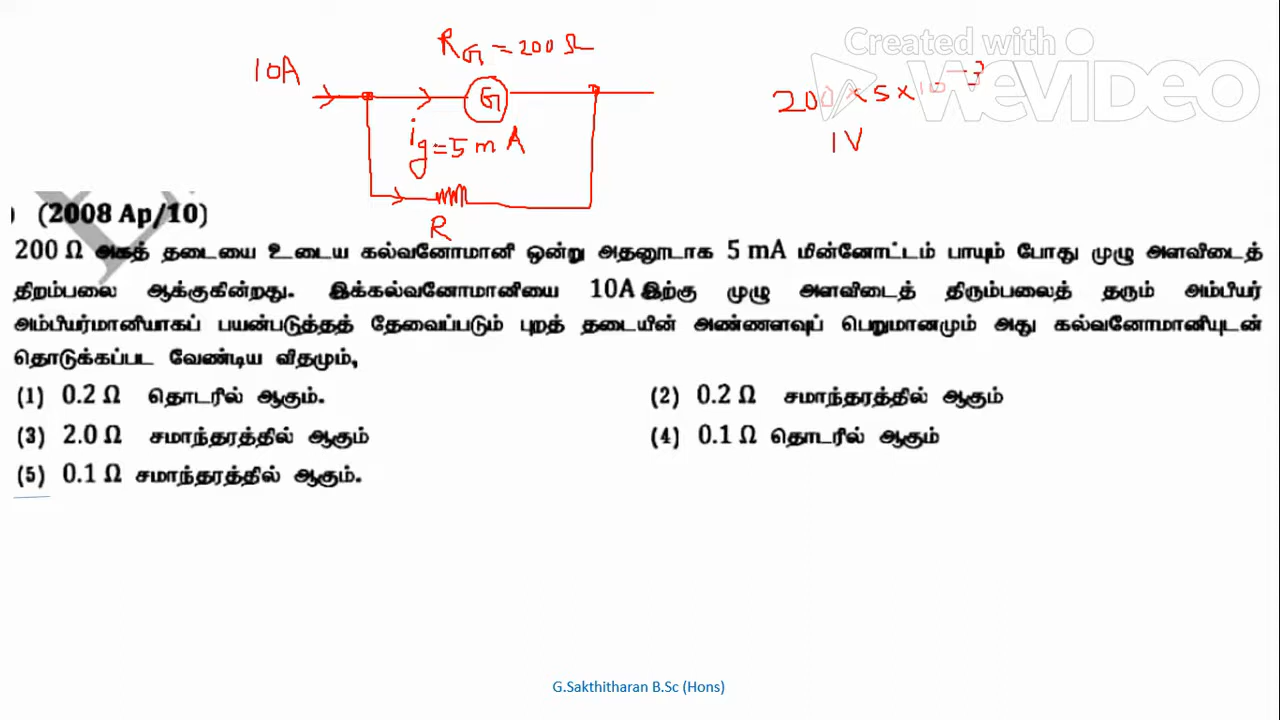 Created with
WEVIDEO
R_G = 200 Ω
10A
G
i_g = 5 m A
R
200 × 5 × 10⁻³
1V
) (2008 Ap/10)
200 Ω அகத் தடையை உடைய கல்வனோமானி ஒன்று அதனூடாக 5 mA மின்னோட்டம் பாயும் போது முழு அளவிடைத்
திறம்பலை ஆக்குகின்றது. இக்கல்வனோமானியை 10A இற்கு முழு அளவிடைத் திரும்பலைத் தரும் அம்பியர்
அம்பியர்மானியாகப் பயன்படுத்தத் தேவைப்படும் புறத் தடையின் அண்ணளவுப் பெறுமானமும் அது கல்வனோமானியுடன்
தொடுக்கப்பட வேண்டிய விதமும்,
(1) 0.2 Ω தொடரில் ஆகும்.
(2) 0.2 Ω சமாந்தரத்தில் ஆகும்
(3) 2.0 Ω சமாந்தரத்தில் ஆகும்
(4) 0.1 Ω தொடரில் ஆகும்
(5) 0.1 Ω சமாந்தரத்தில் ஆகும்.
G.Sakthitharan B.Sc (Hons)